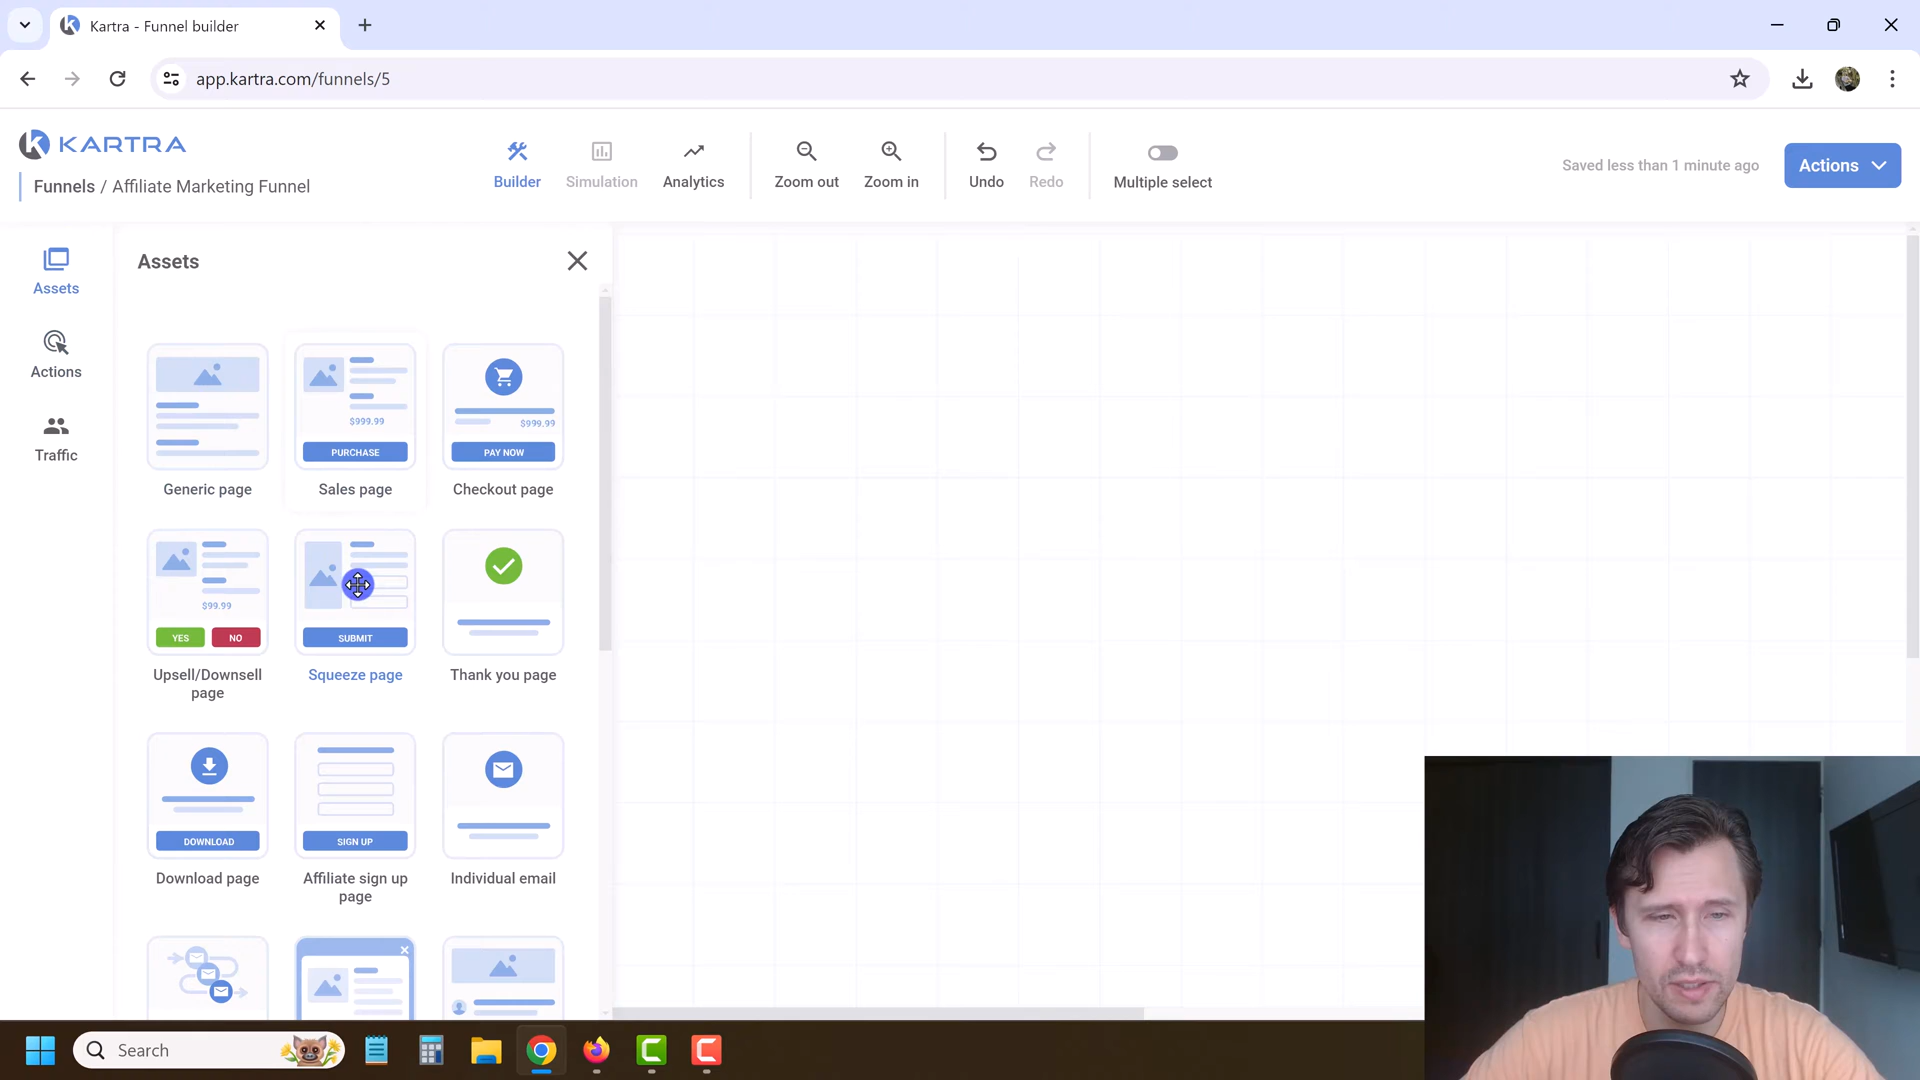 Kartra - Funnel builder
app.kartra.com/funnels/5
KARTRA
Funnels / Affiliate Marketing Funnel
Builder
Simulation
Analytics
Zoom out
Zoom in
Undo
Redo
Multiple select
Saved less than 1 minute ago
Actions
Assets
Actions
Traffic
Assets
$999.99
PURCHASE
$999.99
PAY NOW
Generic page
Sales page
Checkout page
$99.99
YES
NO
SUBMIT
Upsell/Downsell
page
Squeeze page
Thank you page
DOWNLOAD
SIGN UP
Download page
Affiliate sign up
page
Individual email
Search